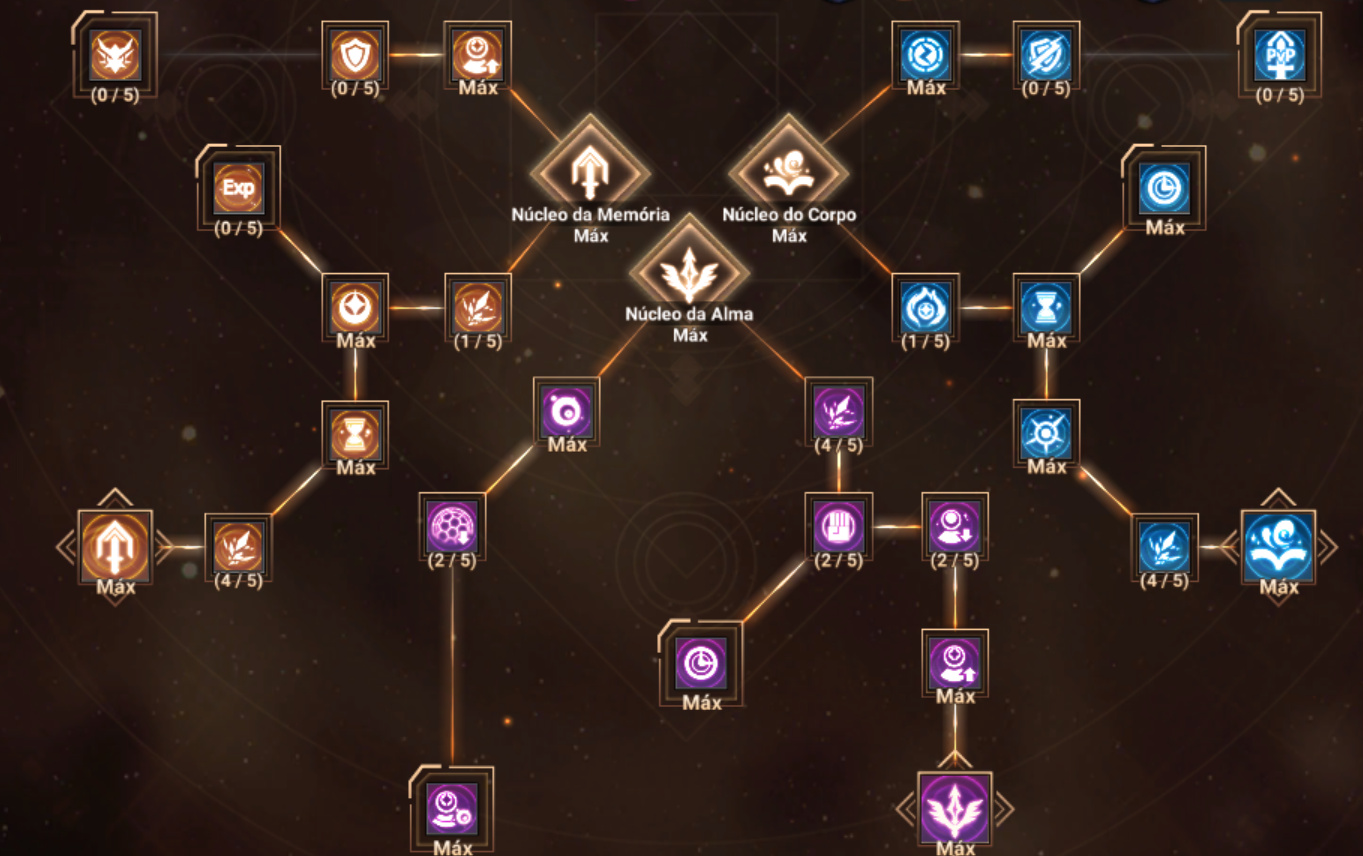 (0 / 5)
(0 / 5)
Máx
Máx
(0 / 5)
PvP
(0 / 5)
Exp
(0 / 5)
Núcleo da Memória
Máx
Núcleo do Corpo
Máx
Máx
Núcleo da Alma
Máx
Máx
(1 / 5)
(1 / 5)
Máx
Máx
(4 / 5)
Máx
Máx
(2 / 5)
(2 / 5)
(2 / 5)
Máx
(4 / 5)
(4 / 5)
Máx
Máx
Máx
Máx
Máx